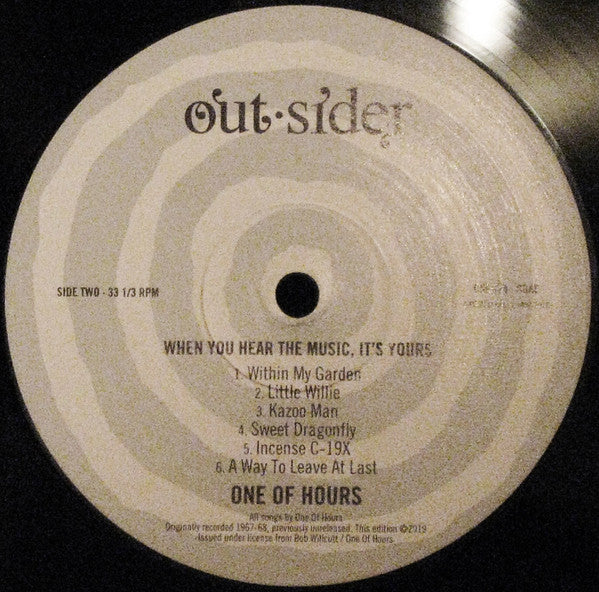 out·sider
SIDE TWO - 33 1/3 RPM
WHEN YOU HEAR THE MUSIC, IT'S YOURS
1. Within My Garden
2. Little Willie
3. Kazoo Man
4. Sweet Dragonfly
5. Incense C-19X
6. A Way To Leave At Last
ONE OF HOURS
All songs by One Of Hours
Originally recorded 1967-68, previously unreleased. This edition ©2019
Issued under license from Bob Willcutt / One Of Hours